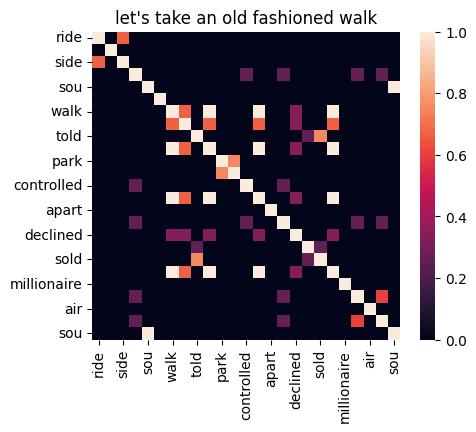 let's take an old fashioned walk
ride
side
sou
walk
told
park
controlled
apart
declined
sold
millionaire
air
sou
1.0
0.8
0.6
0.4
0.2
0.0
ride
side
sou
walk
told
park
controlled
apart
declined
sold
millionaire
air
sou